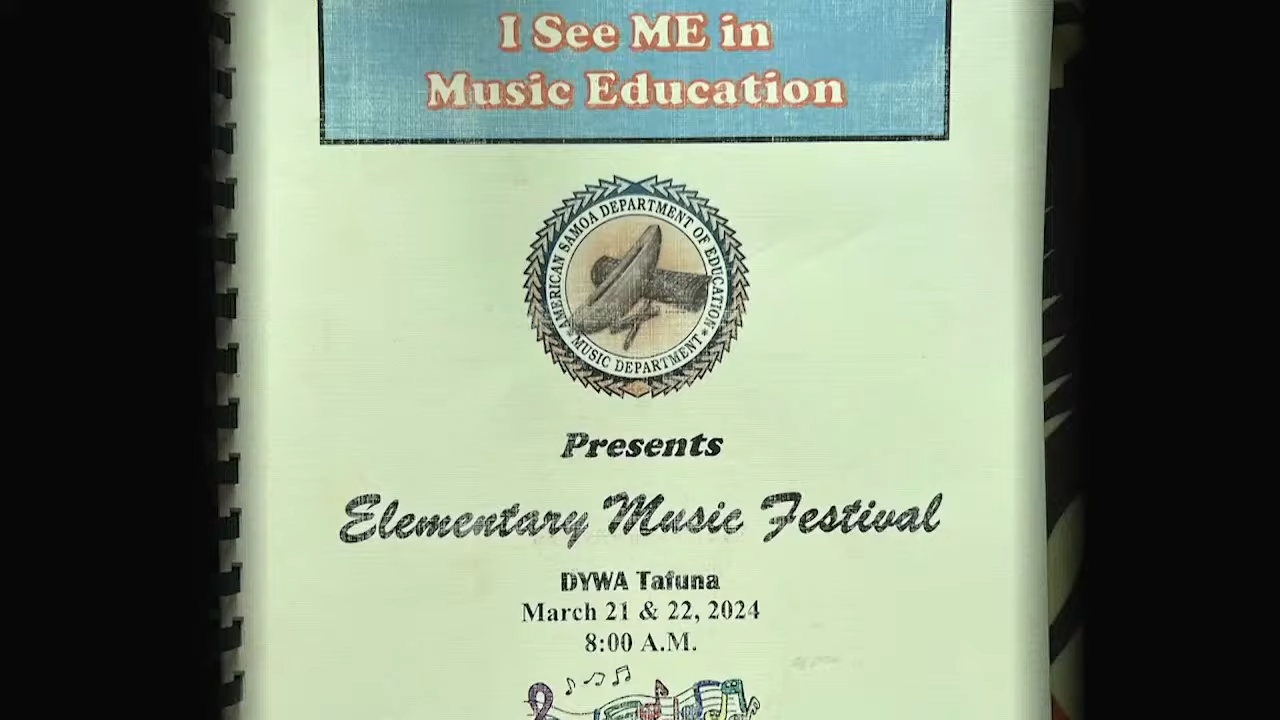 I See ME in
Music Education
AMERICAN SAMOA DEPARTMENT OF EDUCATION
MUSIC DEPARTMENT
Presents
Elementary Music Festival
DYWA Tafuna
March 21 & 22, 2024
8:00 A.M.